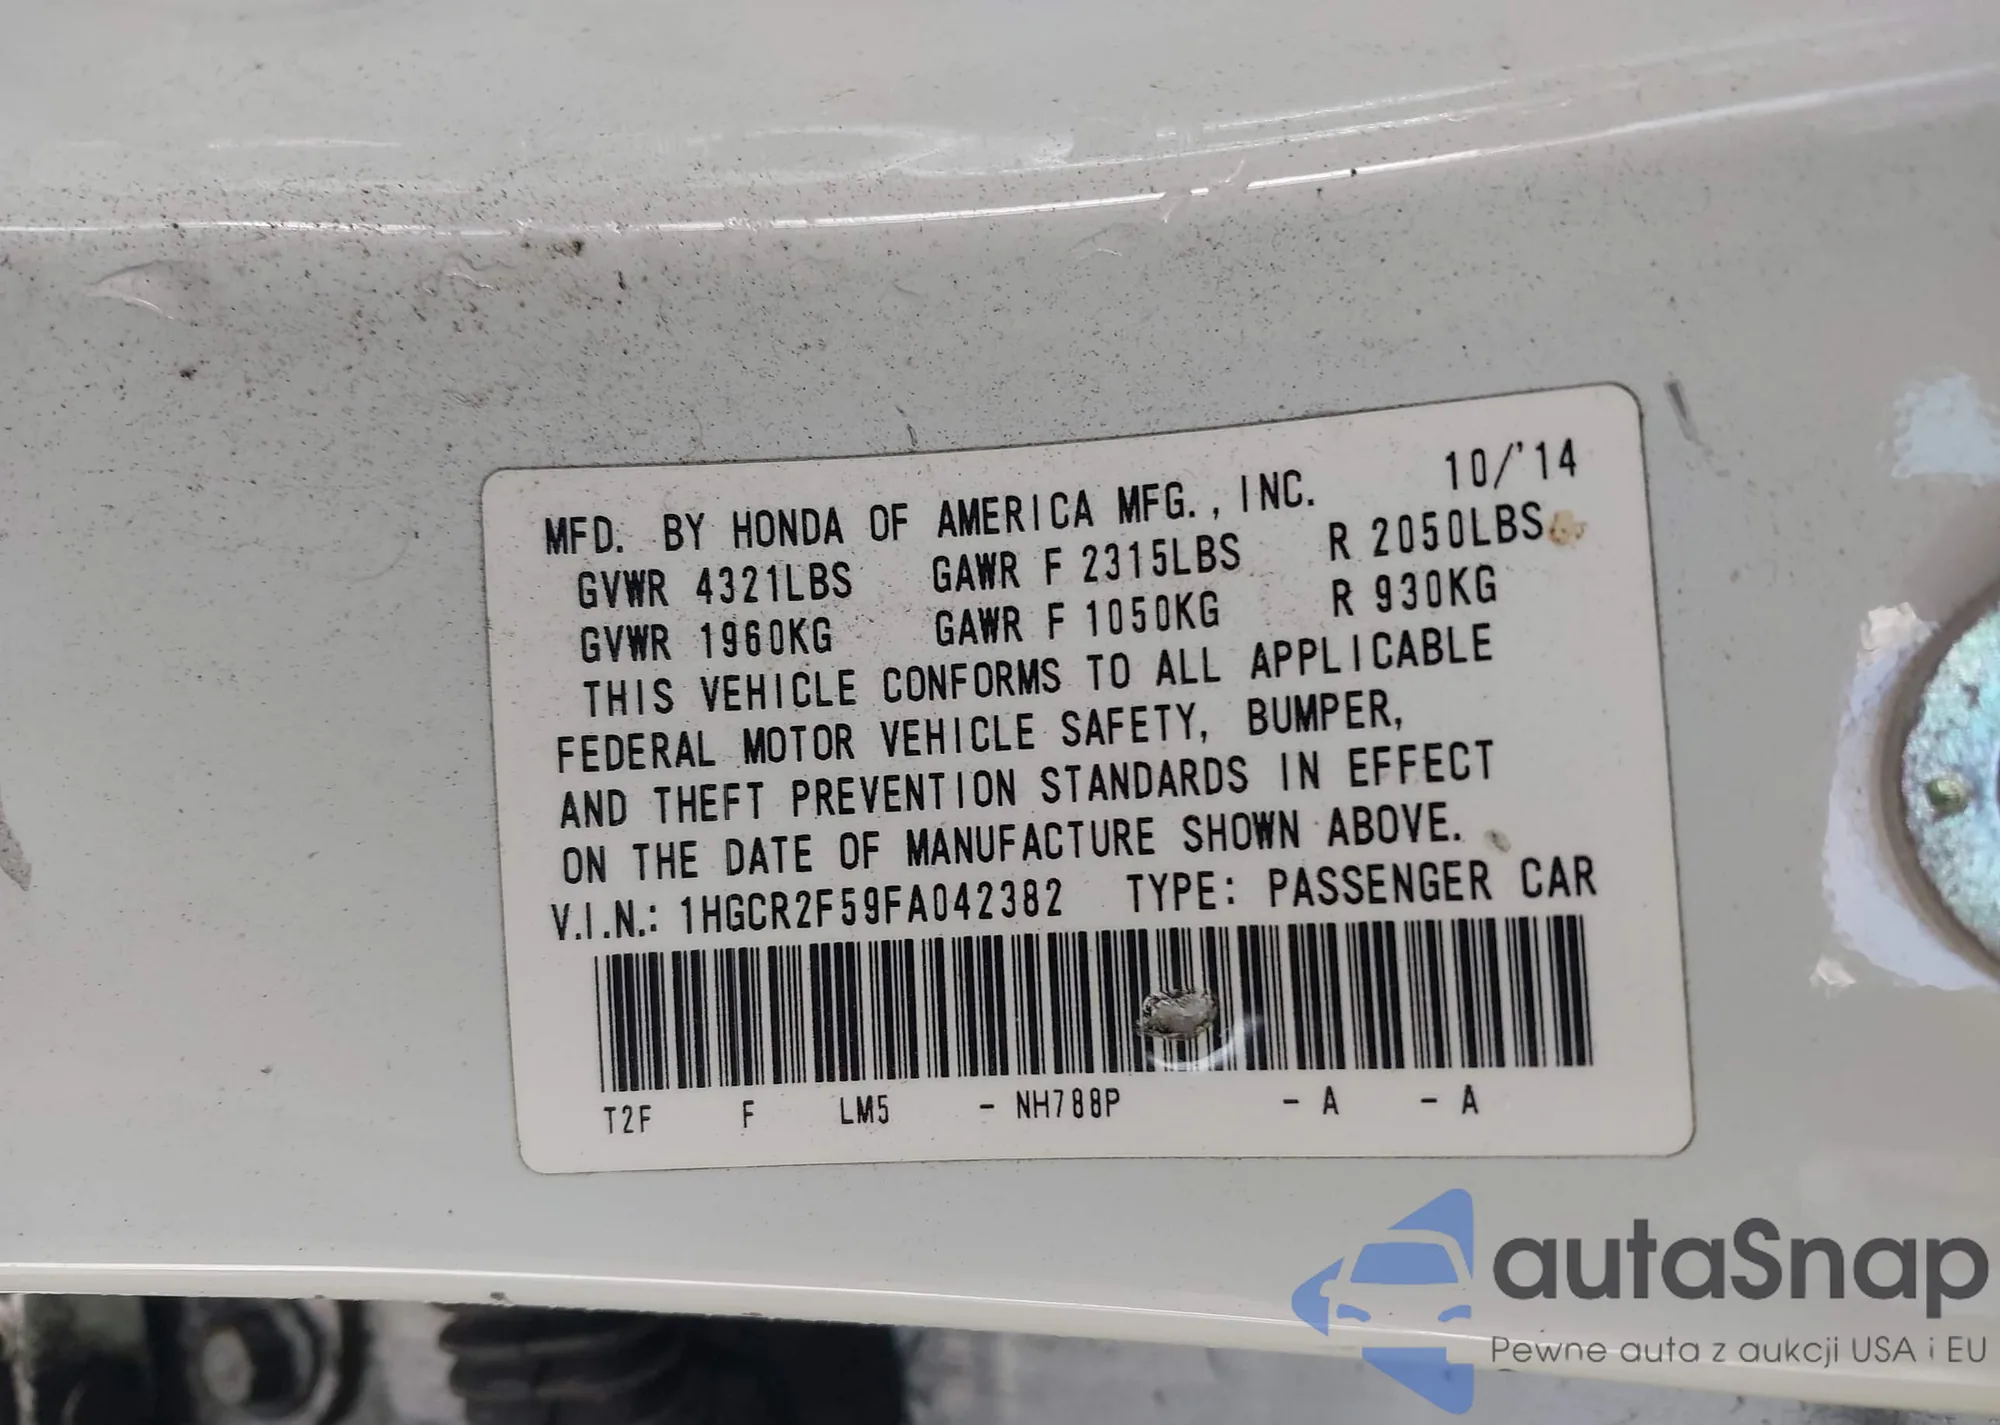 MFD. BY HONDA OF AMERICA MFG., INC. 10/'14
GVWR 4321LBS GAWR F 2315LBS R 2050LBS
GVWR 1960KG GAWR F 1050KG R 930KG
THIS VEHICLE CONFORMS TO ALL APPLICABLE
FEDERAL MOTOR VEHICLE SAFETY, BUMPER,
AND THEFT PREVENTION STANDARDS IN EFFECT
ON THE DATE OF MANUFACTURE SHOWN ABOVE.
V.I.N.: 1HGCR2F59FA042382 TYPE: PASSENGER CAR
T2F F LM5 - NH788P - A - A
autaSnap
Pewne auta z aukcji USA i EU